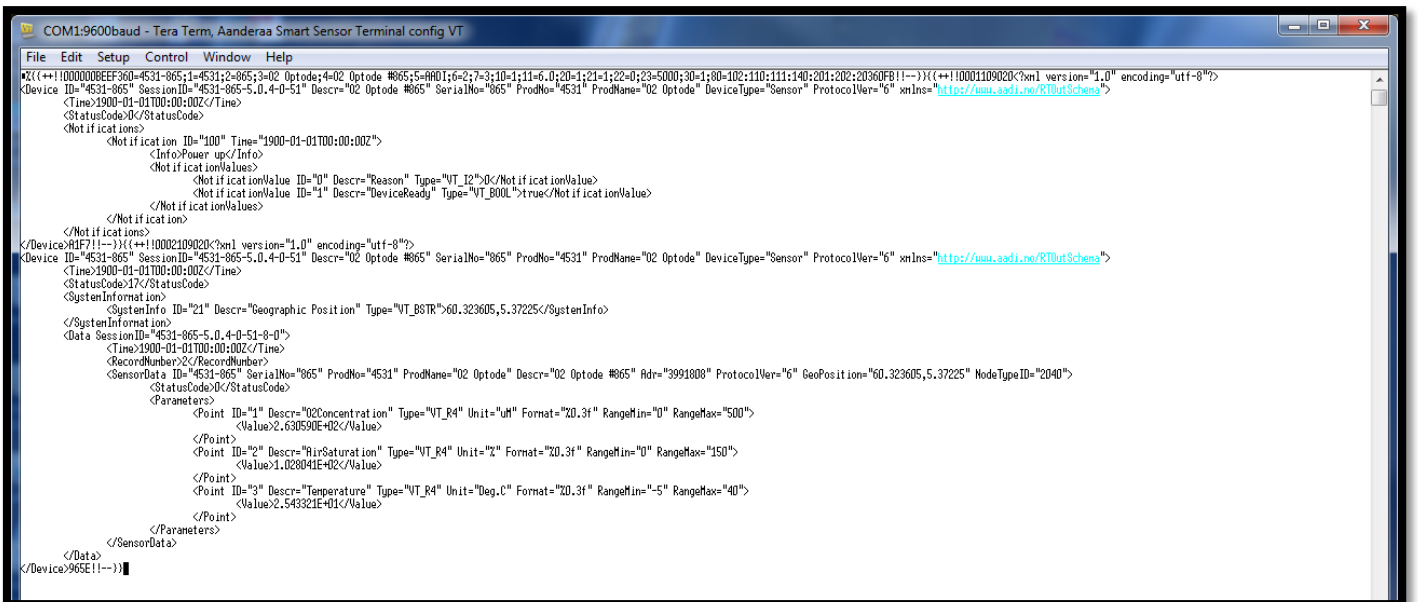 COM1:9600baud - Tera Term, Aanderaa Smart Sensor Terminal config VT
File Edit Setup Control Window Help
%{{++!!000000BEEF360=4531-865;1=4531;2=865;3=O2 Optode;4=O2 Optode #865;5=AADI;6=2;7=3;10=1;11=6.0;20=1;21=1;22=0;23=5000;30=1;80=102:110:111:140:201:202:20360FB!!--}}{{++!!0001109020<?xml version="1.0" encoding="utf-8"?>
<Device ID="4531-865" SessionID="4531-865-5.0.4-0-51" Descr="O2 Optode #865" SerialNo="865" ProdNo="4531" ProdName="O2 Optode" DeviceType="Sensor" ProtocolVer="6" xmlns="http://www.aadi.no/RTOutSchema">
<Time>1900-01-01T00:00:00Z</Time>
<StatusCode>0</StatusCode>
<Notifications>
<Notification ID="100" Time="1900-01-01T00:00:00Z">
<Info>Power up</Info>
<NotificationValues>
<NotificationValue ID="0" Descr="Reason" Type="VT_I2">0</NotificationValue>
<NotificationValue ID="1" Descr="DeviceReady" Type="VT_BOOL">true</NotificationValue>
</NotificationValues>
</Notification>
</Notifications>
</Device>A1F7!!--}}{{++!!0002109020<?xml version="1.0" encoding="utf-8"?>
<Device ID="4531-865" SessionID="4531-865-5.0.4-0-51" Descr="O2 Optode #865" SerialNo="865" ProdNo="4531" ProdName="O2 Optode" DeviceType="Sensor" ProtocolVer="6" xmlns="http://www.aadi.no/RTOutSchema">
<Time>1900-01-01T00:00:00Z</Time>
<StatusCode>17</StatusCode>
<SystemInformation>
<SystemInfo ID="21" Descr="Geographic Position" Type="VT_BSTR">60.323605,5.37225</SystemInfo>
</SystemInformation>
<Data SessionID="4531-865-5.0.4-0-51-8-0">
<Time>1900-01-01T00:00:00Z</Time>
<RecordNumber>2</RecordNumber>
<SensorData ID="4531-865" SerialNo="865" ProdNo="4531" ProdName="O2 Optode" Descr="O2 Optode #865" Adr="3991808" ProtocolVer="6" GeoPosition="60.323605,5.37225" NodeTypeID="2040">
<StatusCode>0</StatusCode>
<Parameters>
<Point ID="1" Descr="O2Concentration" Type="VT_R4" Unit="uM" Format="%0.3f" RangeMin="0" RangeMax="500">
<Value>2.630590E+02</Value>
</Point>
<Point ID="2" Descr="AirSaturation" Type="VT_R4" Unit="%" Format="%0.3f" RangeMin="0" RangeMax="150">
<Value>1.028041E+02</Value>
</Point>
<Point ID="3" Descr="Temperature" Type="VT_R4" Unit="Deg.C" Format="%0.3f" RangeMin="-5" RangeMax="40">
<Value>2.543321E+01</Value>
</Point>
</Parameters>
</SensorData>
</Data>
</Device>965E!!--}}